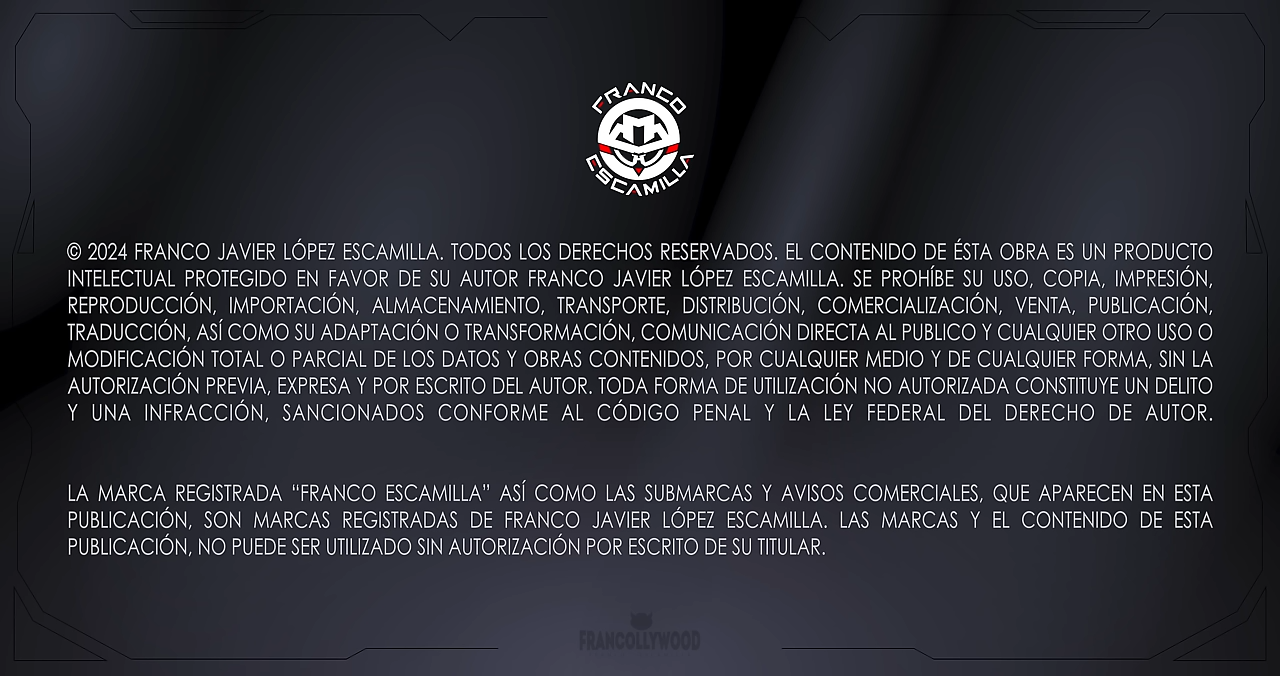 FRANCO
ESCAMILLA
© 2024 FRANCO JAVIER LÓPEZ ESCAMILLA. TODOS LOS DERECHOS RESERVADOS. EL CONTENIDO DE ÉSTA OBRA ES UN PRODUCTO
INTELECTUAL PROTEGIDO EN FAVOR DE SU AUTOR FRANCO JAVIER LÓPEZ ESCAMILLA. SE PROHÍBE SU USO, COPIA, IMPRESIÓN,
REPRODUCCIÓN, IMPORTACIÓN, ALMACENAMIENTO, TRANSPORTE, DISTRIBUCIÓN, COMERCIALIZACIÓN, VENTA, PUBLICACIÓN,
TRADUCCIÓN, ASÍ COMO SU ADAPTACIÓN O TRANSFORMACIÓN, COMUNICACIÓN DIRECTA AL PUBLICO Y CUALQUIER OTRO USO O
MODIFICACIÓN TOTAL O PARCIAL DE LOS DATOS Y OBRAS CONTENIDOS, POR CUALQUIER MEDIO Y DE CUALQUIER FORMA, SIN LA
AUTORIZACIÓN PREVIA, EXPRESA Y POR ESCRITO DEL AUTOR. TODA FORMA DE UTILIZACIÓN NO AUTORIZADA CONSTITUYE UN DELITO
Y UNA INFRACCIÓN, SANCIONADOS CONFORME AL CÓDIGO PENAL Y LA LEY FEDERAL DEL DERECHO DE AUTOR.
LA MARCA REGISTRADA “FRANCO ESCAMILLA” ASÍ COMO LAS SUBMARCAS Y AVISOS COMERCIALES, QUE APARECEN EN ESTA
PUBLICACIÓN, SON MARCAS REGISTRADAS DE FRANCO JAVIER LÓPEZ ESCAMILLA. LAS MARCAS Y EL CONTENIDO DE ESTA
PUBLICACIÓN, NO PUEDE SER UTILIZADO SIN AUTORIZACIÓN POR ESCRITO DE SU TITULAR.
FRANCOLLYWOOD